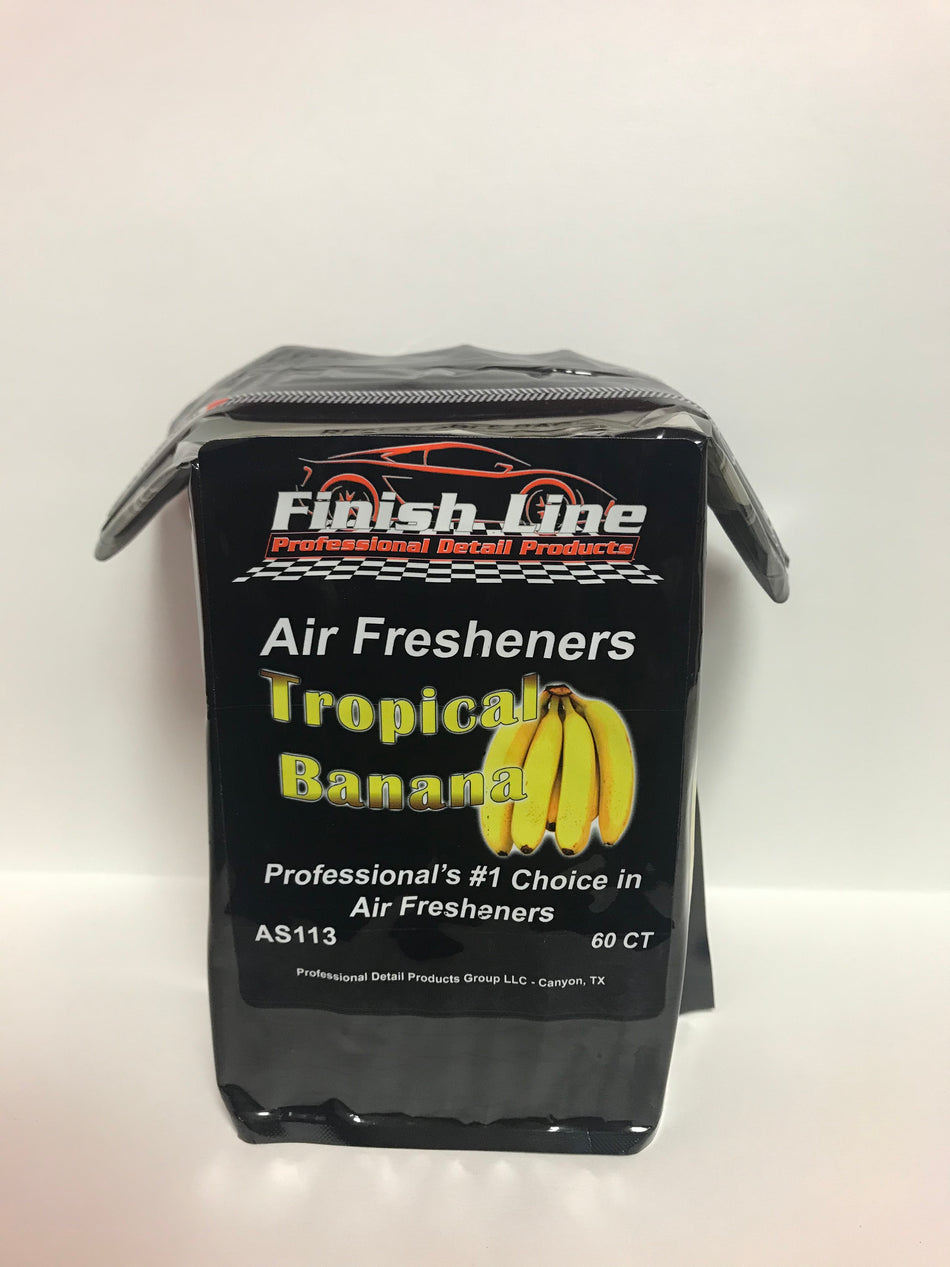 Finish Line
Professional Detail Products
Air Fresheners
Tropical
Banana
Professional's #1 Choice in
Air Fresheners
AS113
60 CT
Professional Detail Products Group LLC - Canyon, TX